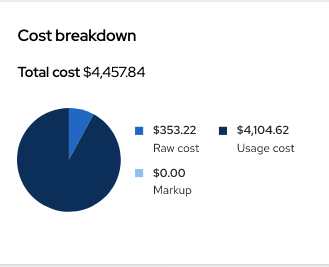 Cost breakdown
Total cost $4,457.84
$353.22 $4,104.62
Raw cost Usage cost
$0.00
Markup